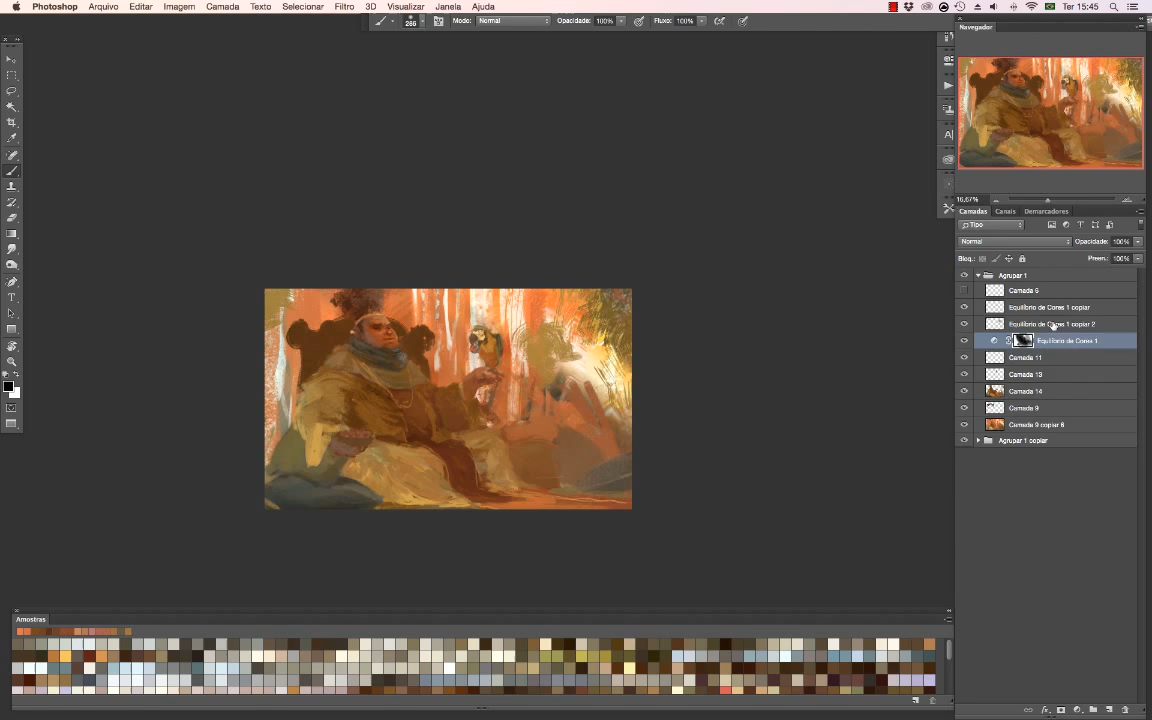 Photoshop Arquivo Editar Imagem Camada Texto Selecionar Filtro 3D Visualizar Janela Ajuda Ter 15:45
286 Modo: Normal Opacidade: 100% Fluxo: 100%
Navegador
16,67%
Camadas Canais Demarcadores
Tipo
Normal Opacidade: 100%
Bloq.: Preen.: 100%
Agrupar 1
Camada 6
Equilíbrio de Cores 1 copiar
Equilíbrio de Cores 1 copiar 2
Equilíbrio de Cores 1
Camada 11
Camada 13
Camada 14
Camada 9
Camada 9 copiar 6
Agrupar 1 copiar
Amostras